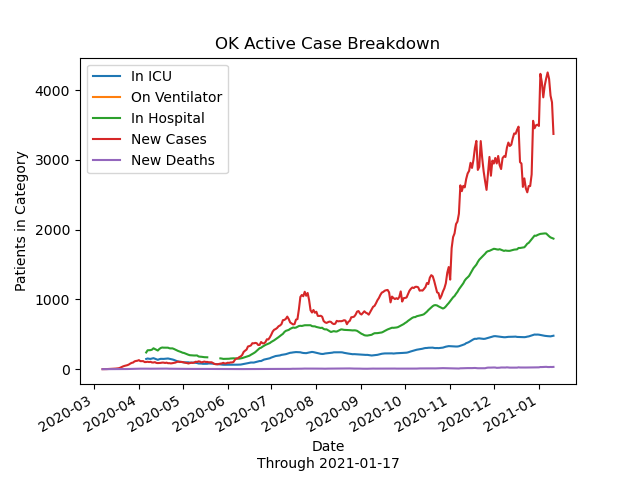 OK Active Case Breakdown
In ICU
On Ventilator
In Hospital
New Cases
New Deaths
Patients in Category
4000
3000
2000
1000
0
2020-03
2020-04
2020-05
2020-06
2020-07
2020-08
2020-09
2020-10
2020-11
2020-12
2021-01
Date
Through 2021-01-17